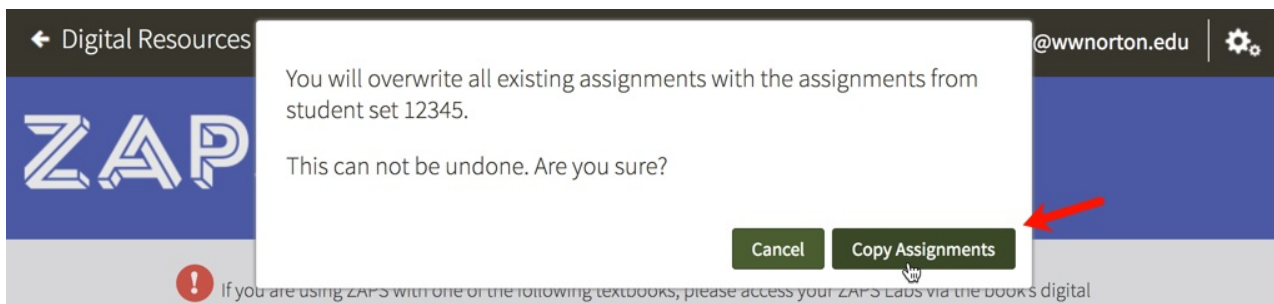 Digital Resources
@wwnorton.edu
You will overwrite all existing assignments with the assignments from
student set 12345.
This can not be undone. Are you sure?
ZAP
Cancel
Copy Assignments
If you are using ZAPS with one of the following textbooks, please access your ZAPS Labs via the book's digital